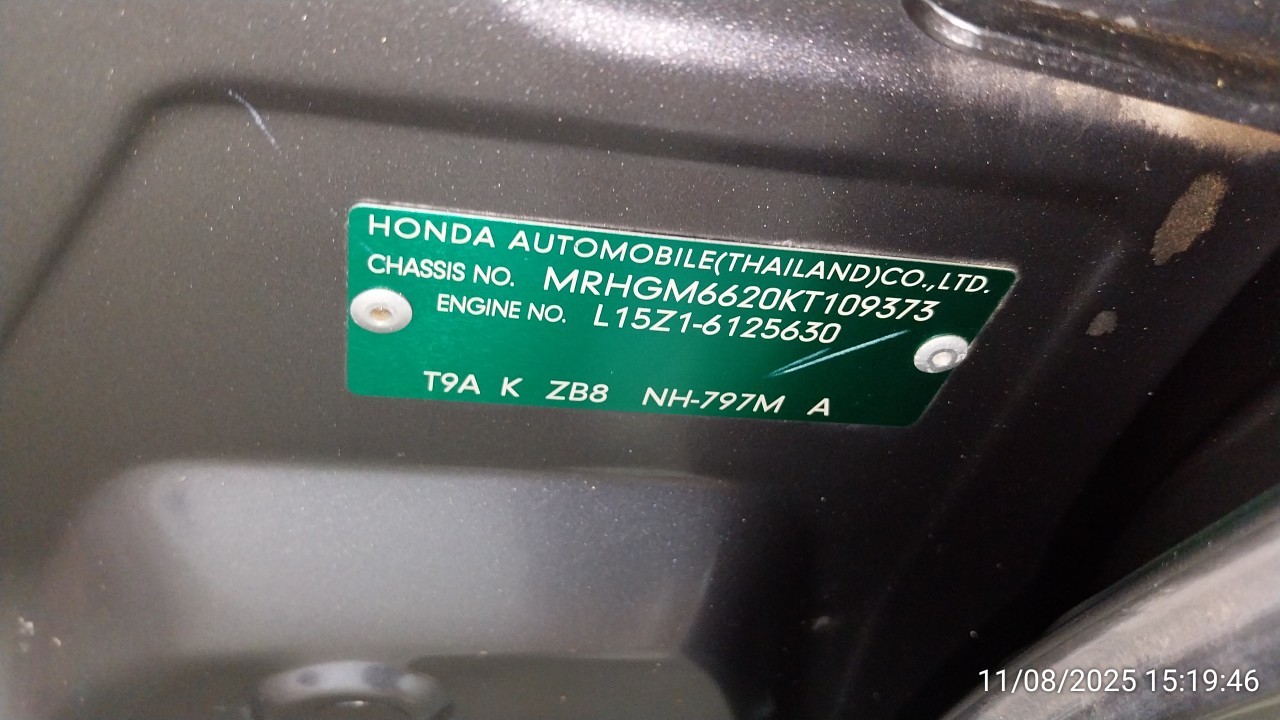 HONDA AUTOMOBILE(THAILAND)CO.,LTD.
CHASSIS NO. MRHGM6620KT109373
ENGINE NO. L15Z1-6125630
T9A K ZB8 NH-797M A
11/08/2025 15:19:46